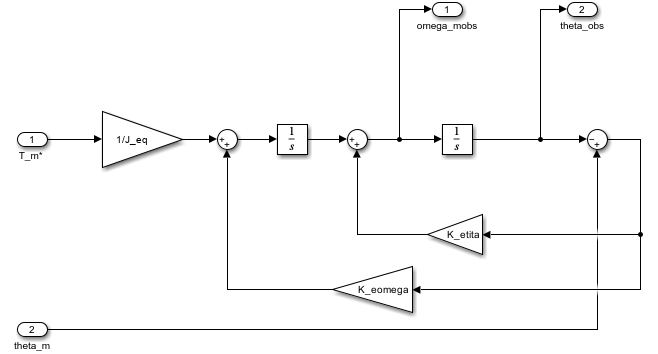 1
omega_mobs
2
theta_obs
1
T_m*
1/J_eq
+
+
1
s
+
+
1
s
−
+
K_etita
K_eomega
2
theta_m